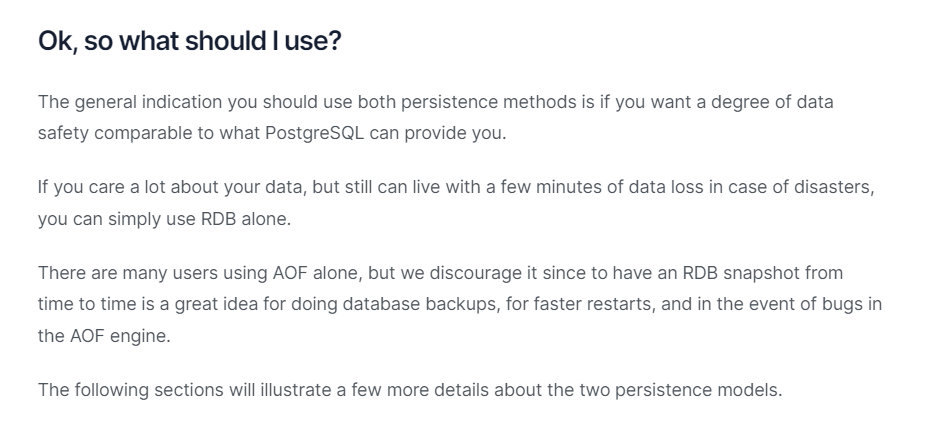 Ok, so what should I use?
The general indication you should use both persistence methods is if you want a degree of data
safety comparable to what PostgreSQL can provide you.
If you care a lot about your data, but still can live with a few minutes of data loss in case of disasters,
you can simply use RDB alone.
There are many users using AOF alone, but we discourage it since to have an RDB snapshot from
time to time is a great idea for doing database backups, for faster restarts, and in the event of bugs in
the AOF engine.
The following sections will illustrate a few more details about the two persistence models.